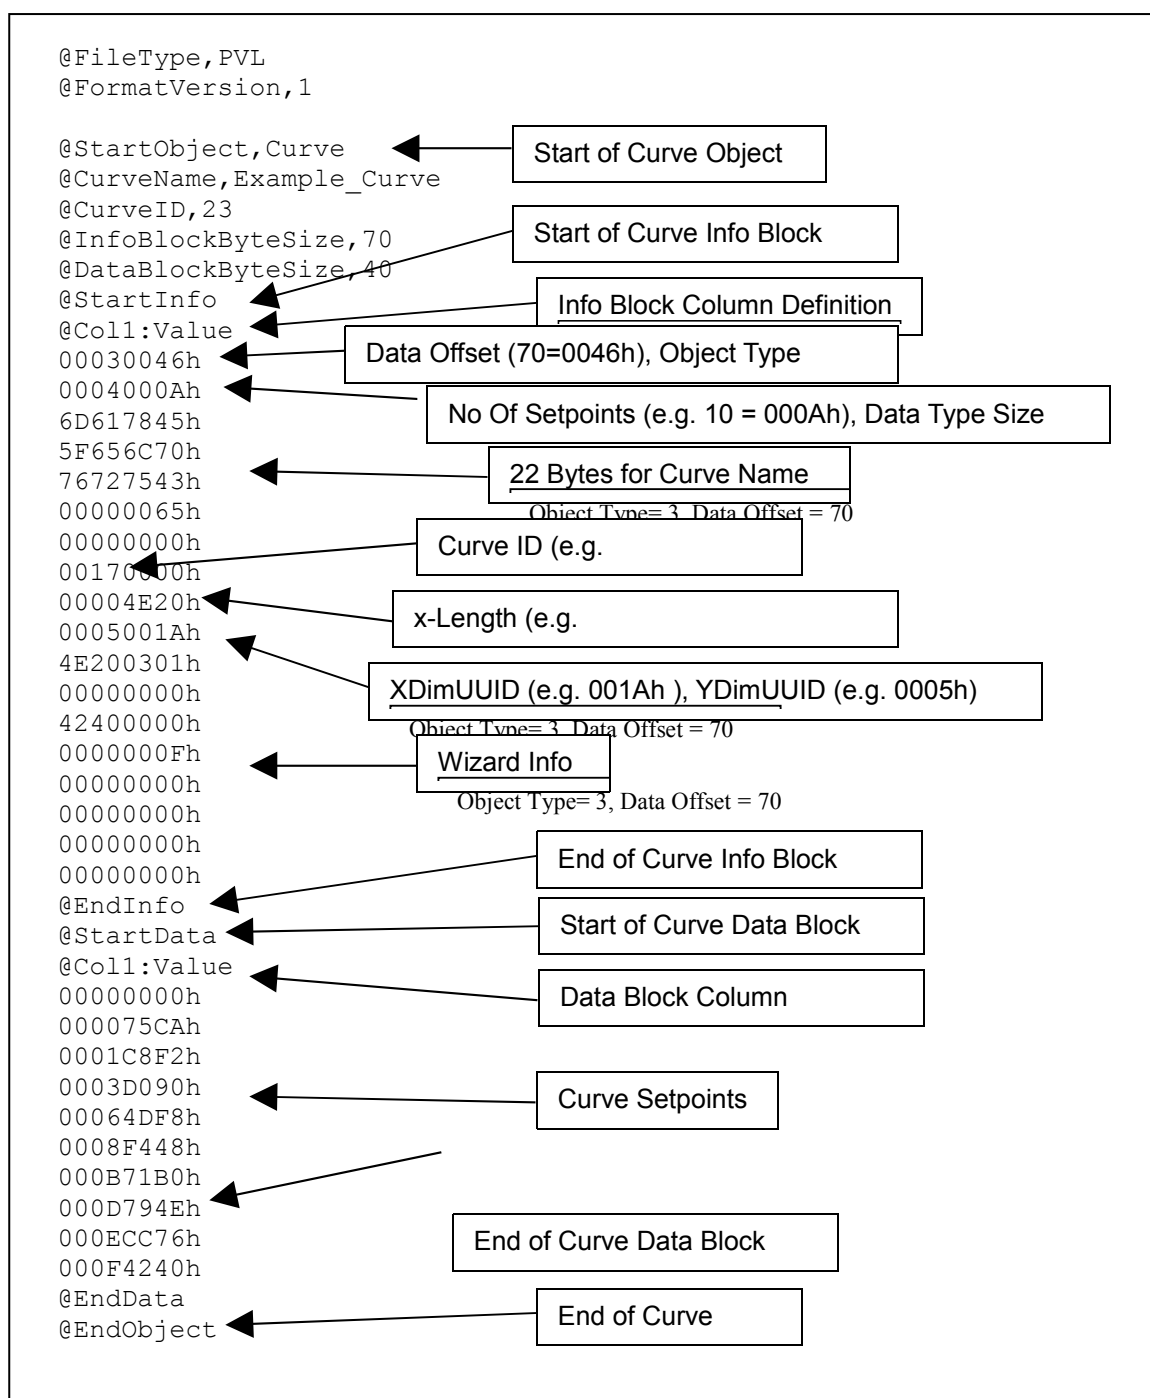 @FileType,PVL
@FormatVersion,1
@StartObject,Curve
Start of Curve Object
@CurveName,Example_Curve
@CurveID,23
@InfoBlockByteSize,70
Start of Curve Info Block
@DataBlockByteSize,40
@StartInfo
Info Block Column Definition
@Col1:Value
00030046h
Data Offset (70=0046h), Object Type
0004000Ah
No Of Setpoints (e.g. 10 = 000Ah), Data Type Size
6D617845h
5F656C70h
76727543h
22 Bytes for Curve Name
00000065h
Object Type= 3, Data Offset = 70
00000000h
Curve ID (e.g.
00170000h
00004E20h
x-Length (e.g.
0005001Ah
4E200301h
XDimUUID (e.g. 001Ah ), YDimUUID (e.g. 0005h)
00000000h
42400000h
Object Type= 3, Data Offset = 70
0000000Fh
Wizard Info
00000000h
Object Type= 3, Data Offset = 70
00000000h
00000000h
End of Curve Info Block
00000000h
@EndInfo
Start of Curve Data Block
@StartData
@Col1:Value
00000000h
Data Block Column
000075CAh
0001C8F2h
0003D090h
Curve Setpoints
00064DF8h
0008F448h
000B71B0h
000D794Eh
000ECC76h
End of Curve Data Block
000F4240h
@EndData
@EndObject
End of Curve